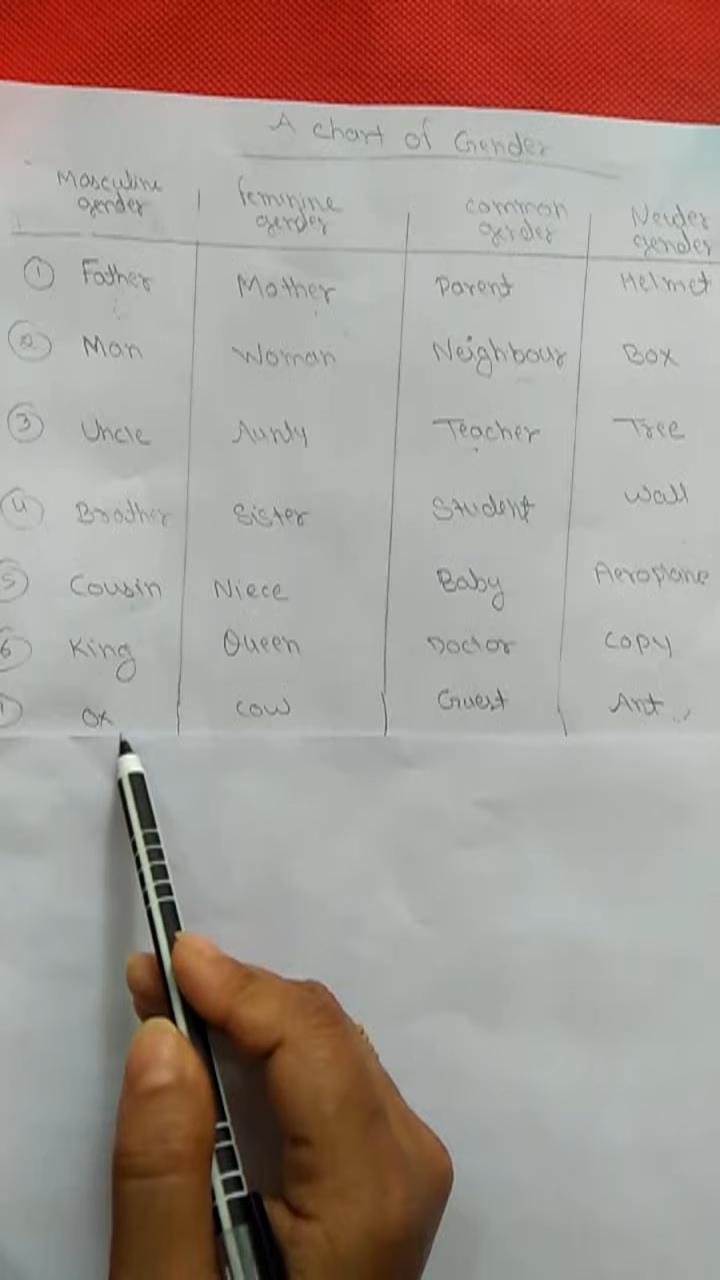 A chart of Gender
Masculine gender | feminine gender common gender Neuder gender
1 Father Mother Parent Helmet
2 Man Woman Neighbour Box
3 Uncle Aunty Teacher Tree
4 Brother Sister Student Wall
5 Cousin Niece Baby Aeroplane
6 King Queen Doctor Copy
Ox Cow Guest Ant